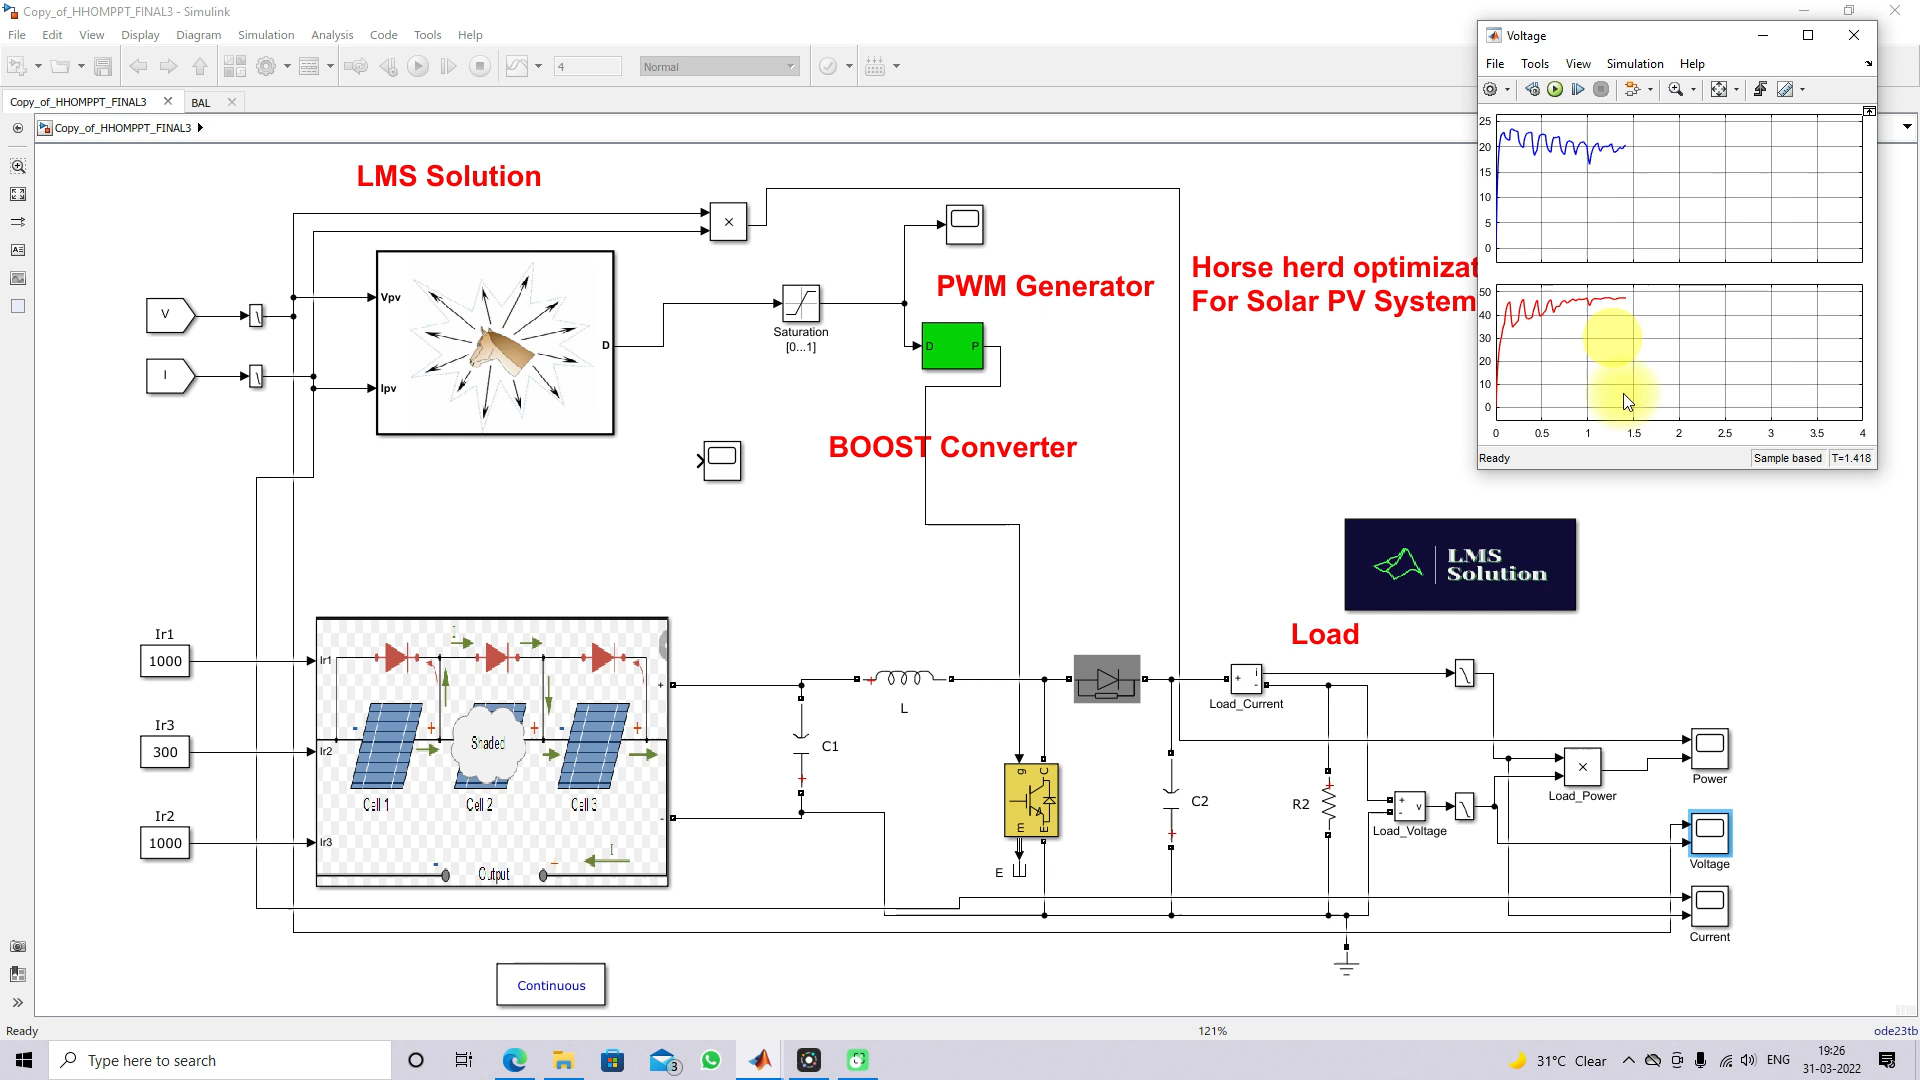 Copy_of_HHOMPPT_FINAL3 - Simulink
File Edit View Display Diagram Simulation Analysis Code Tools Help
4
Normal
Copy_of_HHOMPPT_FINAL3
BAL
Copy_of_HHOMPPT_FINAL3
LMS Solution
Vpv
Ipv
D
V
I
Saturation
[0...1]
PWM Generator
D
P
Horse herd optimizat
For Solar PV System
BOOST Converter
Voltage
File Tools View Simulation Help
25
20
15
10
5
0
50
40
30
20
10
0
0 0.5 1 1.5 2 2.5 3 3.5 4
Ready
Sample based
T=1.418
LMS
Solution
Load
Ir1
1000
Ir3
300
Ir2
1000
Ir1
Ir2
Ir3
Shaded
Cell 1
Cell 2
Cell 3
Output
I
+
-
L
C1
g
C
m
E
E
C2
Load_Current
+
i
-
R2
Load_Voltage
+
-
v
Load_Power
Power
Voltage
Current
Continuous
Ready
121%
ode23tb
Type here to search
3
31°C Clear
ENG
19:26
31-03-2022